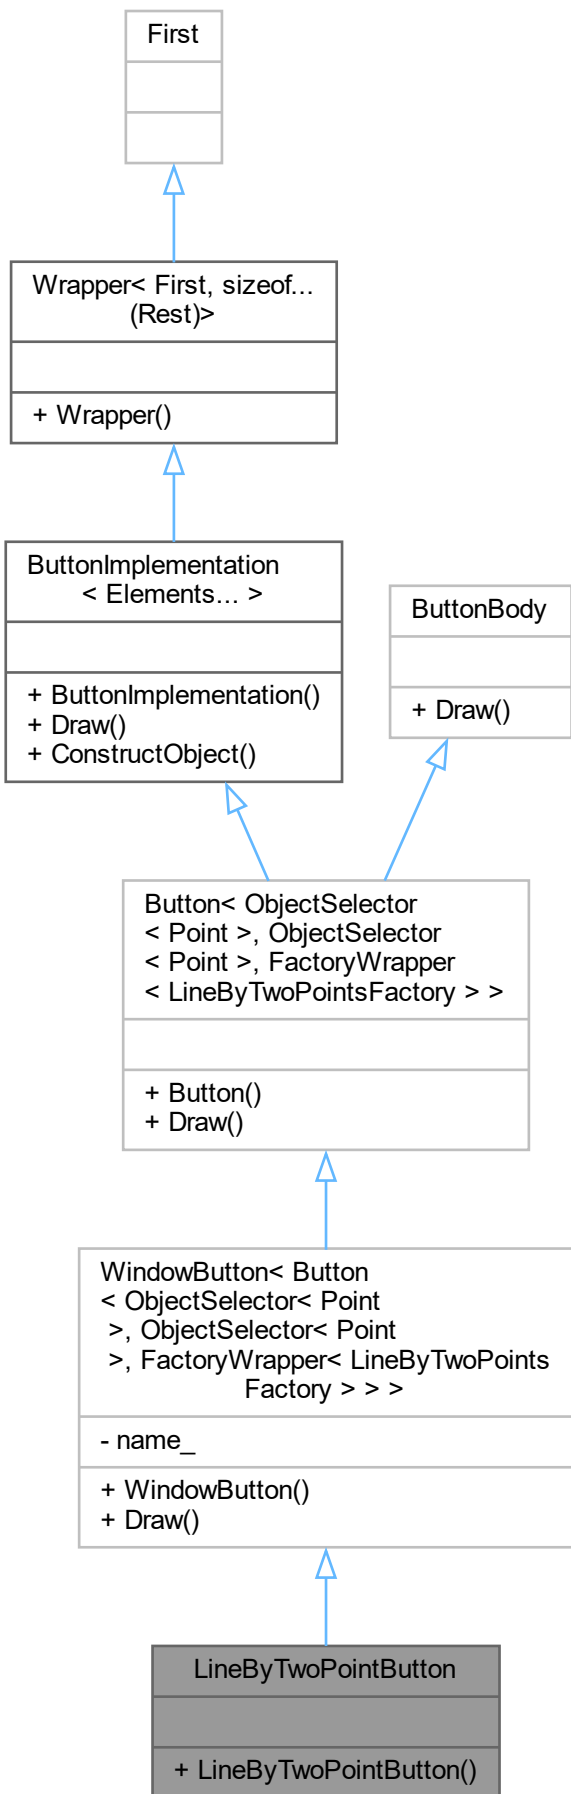 First
Wrapper< First, sizeof...
(Rest)>
+ Wrapper()
ButtonImplementation
< Elements... >
+ ButtonImplementation()
+ Draw()
+ ConstructObject()
ButtonBody
+ Draw()
Button< ObjectSelector
< Point >, ObjectSelector
< Point >, FactoryWrapper
< LineByTwoPointsFactory > >
+ Button()
+ Draw()
WindowButton< Button
< ObjectSelector< Point
>, ObjectSelector< Point
>, FactoryWrapper< LineByTwoPoints
Factory > > >
- name_
+ WindowButton()
+ Draw()
LineByTwoPointButton
+ LineByTwoPointButton()